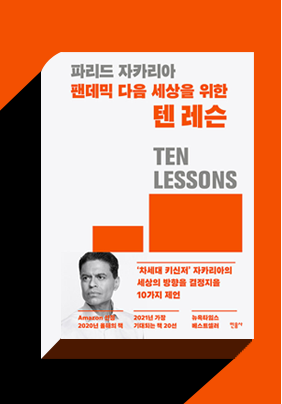 파리드 자카리아
팬데믹 다음 세상을 위한
텐 레슨
TEN
LESSONS
‘차세대 키신저’ 자카리아의
세상의 방향을 결정지을
10가지 제언
Amazon 선정
2020년 올해의 책
2021년 가장
기대되는 책 20선
뉴욕타임스
베스트셀러
민음사